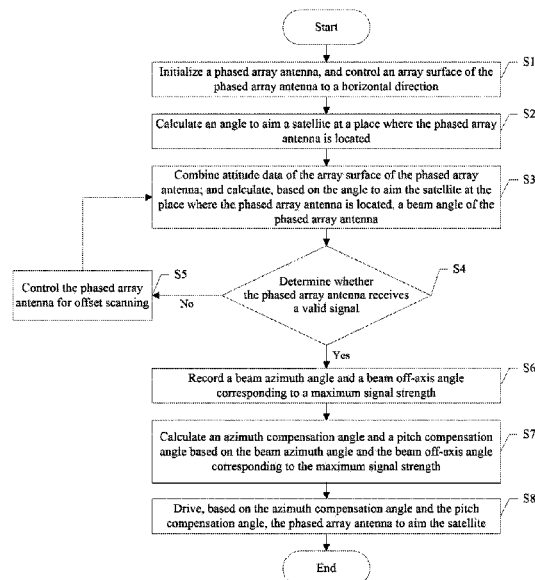 Start
S1
Initialize a phased array antenna, and control an array surface of the
phased array antenna to a horizontal direction
S2
Calculate an angle to aim a satellite at a place where the phased array
antenna is located
S3
Combine attitude data of the array surface of the phased array
antenna; and calculate, based on the angle to aim the satellite at the
place where the phased array antenna is located, a beam angle of
the phased array antenna
S4
Determine whether
the phased array antenna receives
a valid signal
S5
Control the phased array
antenna for offset scanning
No
Yes
S6
Record a beam azimuth angle and a beam off-axis angle
corresponding to a maximum signal strength
S7
Calculate an azimuth compensation angle and a pitch compensation
angle based on the beam azimuth angle and the beam off-axis angle
corresponding to the maximum signal strength
S8
Drive, based on the azimuth compensation angle and the pitch
compensation angle, the phased array antenna to aim the satellite
End